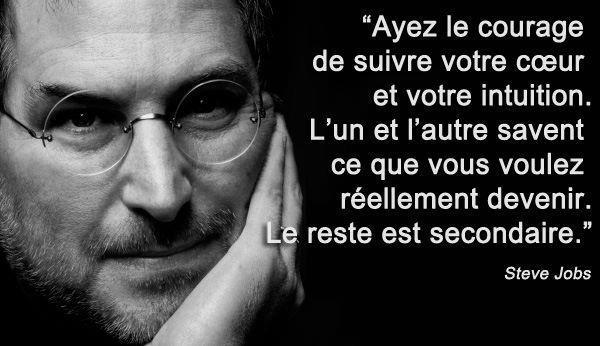 “Ayez le courage
de suivre votre cœur
et votre intuition.
L’un et l’autre savent
ce que vous voulez
réellement devenir.
Le reste est secondaire.”
Steve Jobs